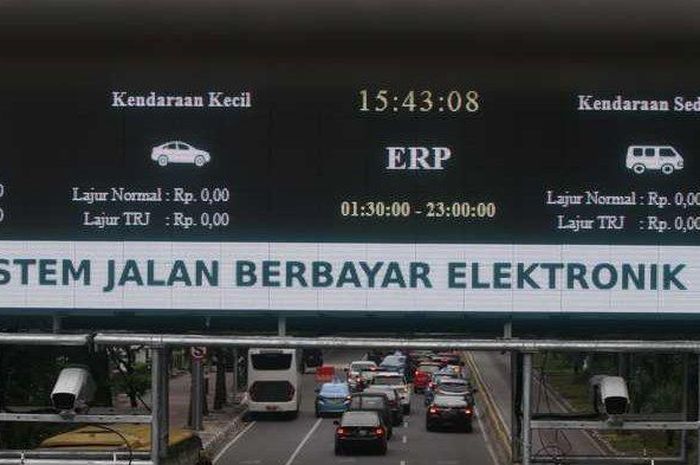 Kendaraan Kecil
Lajur Normal : Rp. 0,00
Lajur TRJ : Rp. 0,00
15:43:08
ERP
01:30:00 - 23:00:00
Kendaraan Sed
Lajur Normal : Rp. 0,00
Lajur TRJ : Rp. 0,00
STEM JALAN BERBAYAR ELEKTRONIK